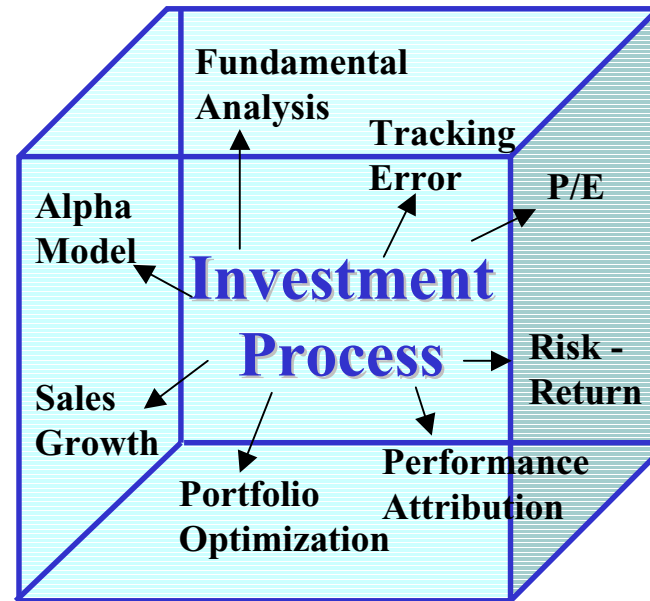 Fundamental
Analysis
Tracking
Error
P/E
Alpha
Model
Investment
Process
Risk -
Return
Sales
Growth
Performance
Attribution
Portfolio
Optimization